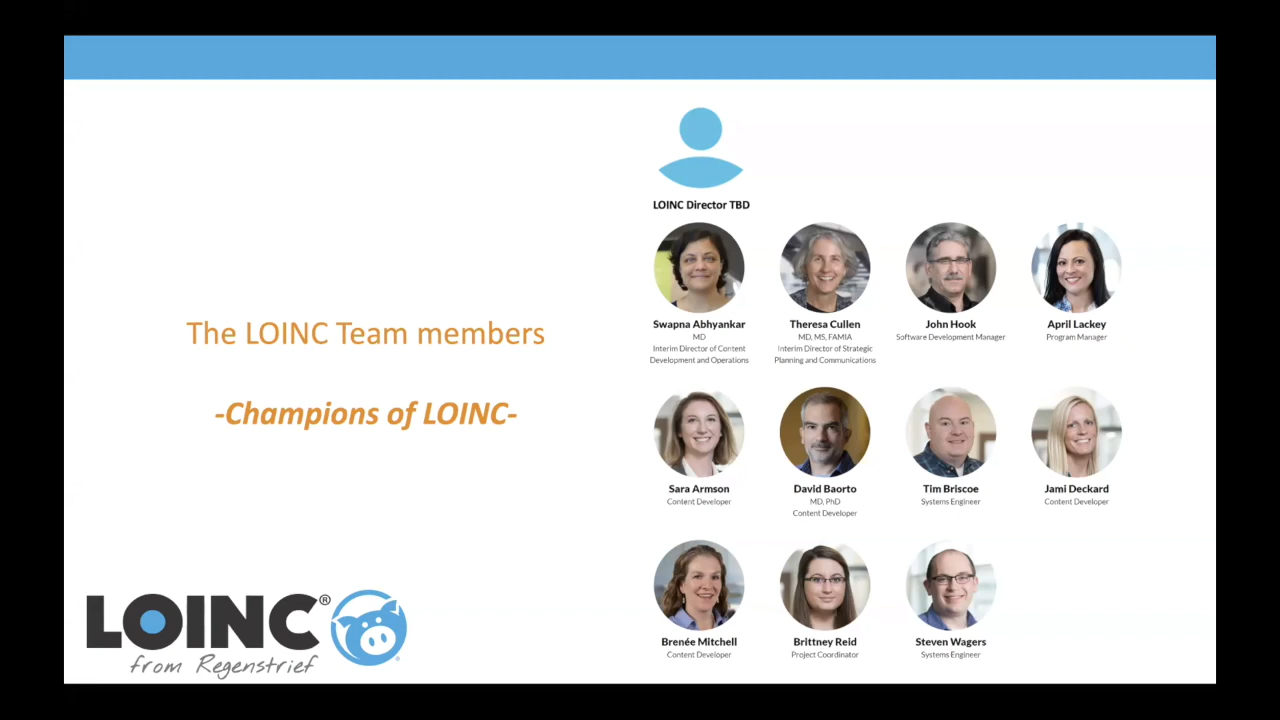 LOINC Director TBD
Swapna Abhyankar
MD
Interim Director of Content
Development and Operations
Theresa Cullen
MD, MS, FAMIA
Interim Director of Strategic
Planning and Communications
John Hook
Software Development Manager
April Lackey
Program Manager
The LOINC Team members
-Champions of LOINC-
Sara Armson
Content Developer
David Baorto
MD, PhD
Content Developer
Tim Briscoe
Systems Engineer
Jami Deckard
Content Developer
Brenée Mitchell
Content Developer
Brittney Reid
Project Coordinator
Steven Wagers
Systems Engineer
LOINC®
from Regenstrief